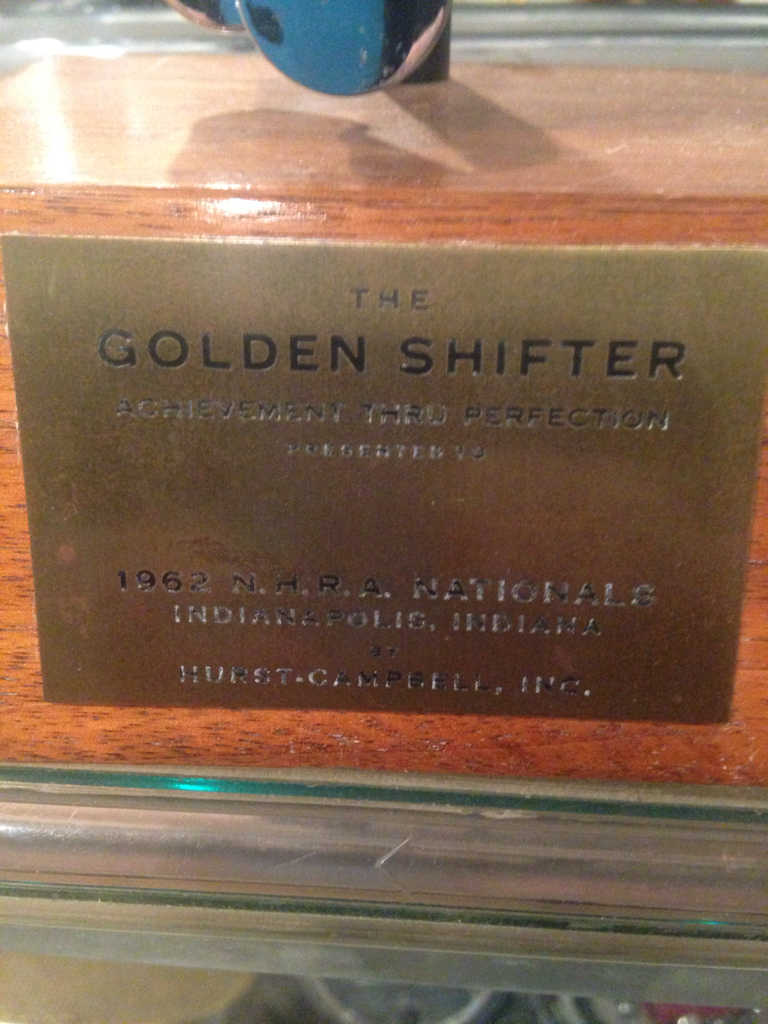 THE
GOLDEN SHIFTER
ACHIEVEMENT THRU PERFECTION
PRESENTED TO
1962 N.H.R.A. NATIONALS
INDIANAPOLIS, INDIANA
BY
HURST-CAMPBELL, INC.